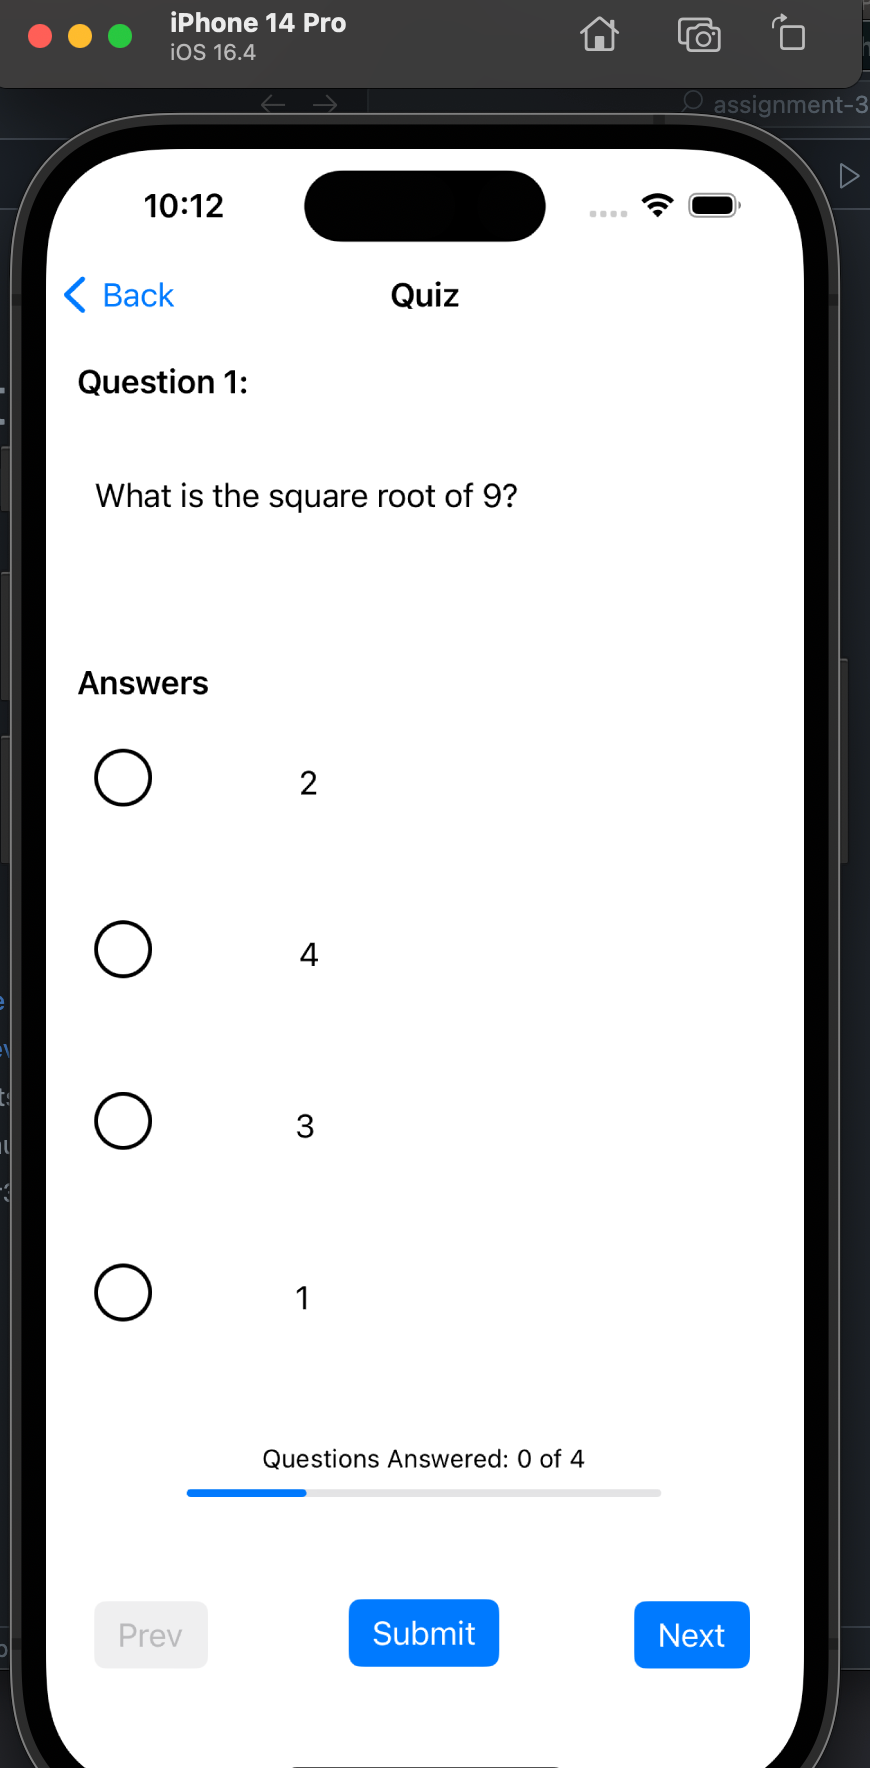 iPhone 14 Pro
iOS 16.4
assignment-3
10:12
Back
Quiz
Question 1:
What is the square root of 9?
Answers
2
4
3
1
Questions Answered: 0 of 4
Prev
Submit
Next